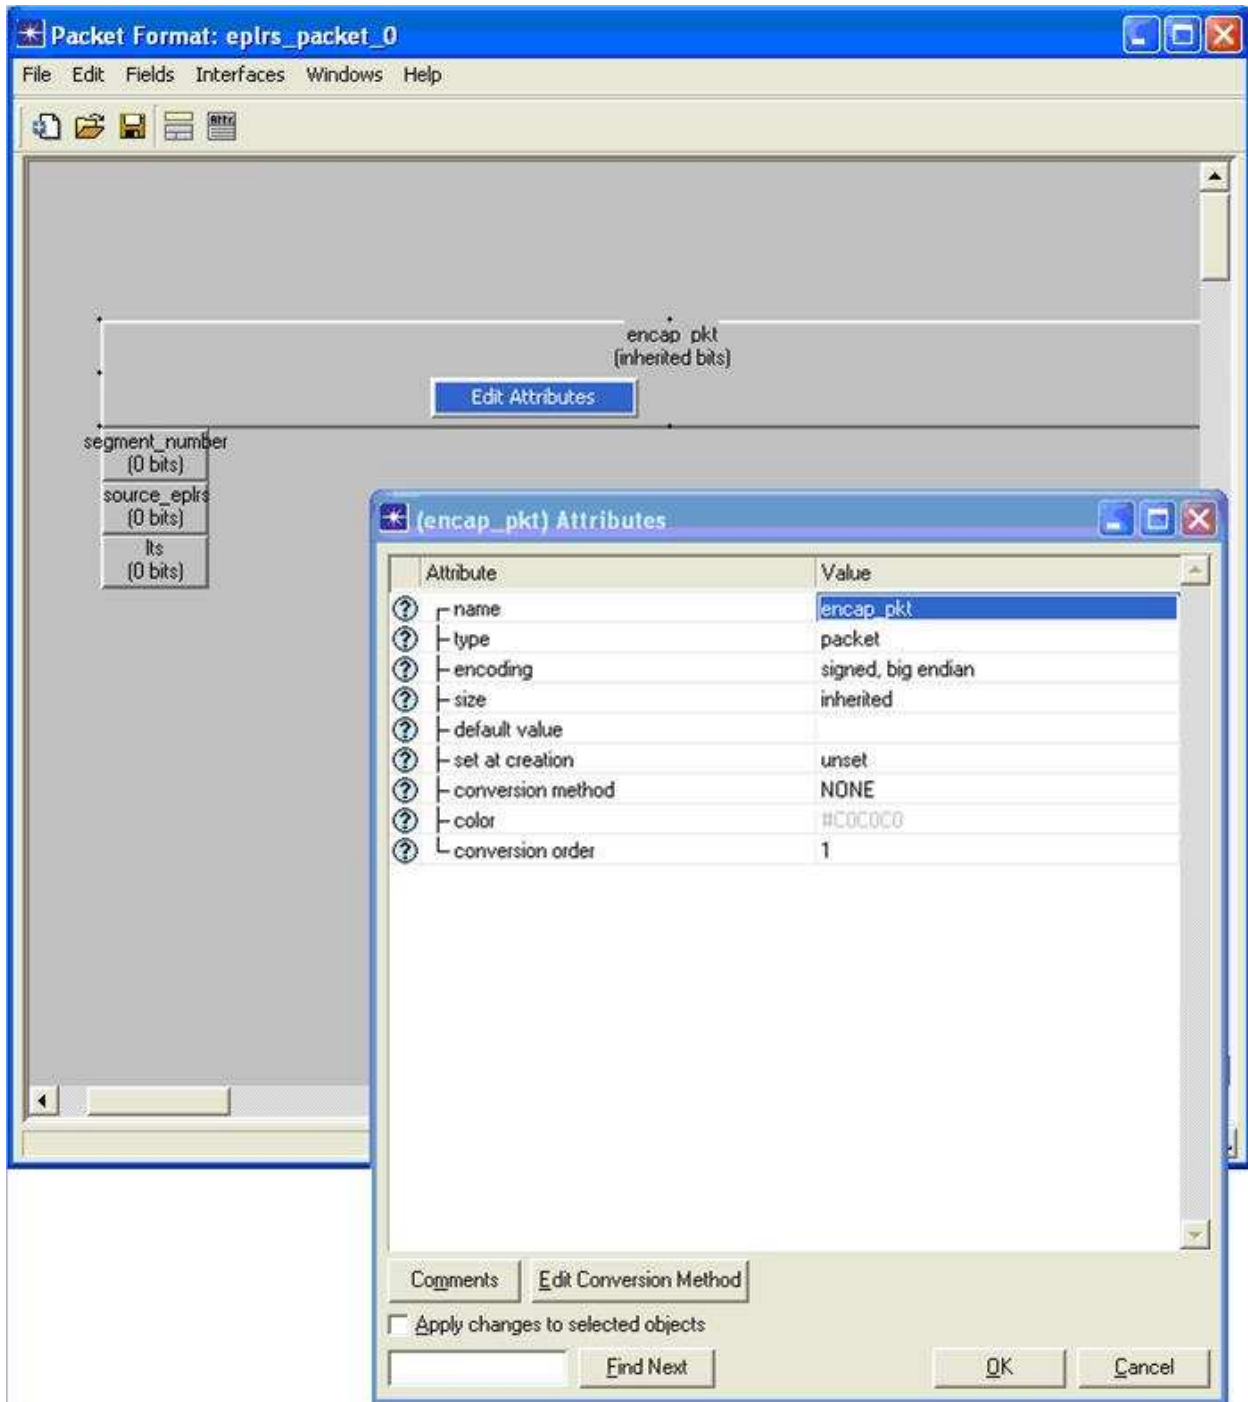 Packet Format: eplrs_packet_0
File Edit Fields Interfaces Windows Help
Attr.
encap_pkt
(inherited bits)
Edit Attributes
segment_number
(0 bits)
source_eplrs
(0 bits)
lts
(0 bits)
(encap_pkt) Attributes
Attribute Value
name encap_pkt
type packet
encoding signed, big endian
size inherited
default value
set at creation unset
conversion method NONE
color #C0C0C0
conversion order 1
Comments Edit Conversion Method
Apply changes to selected objects
Find Next OK Cancel